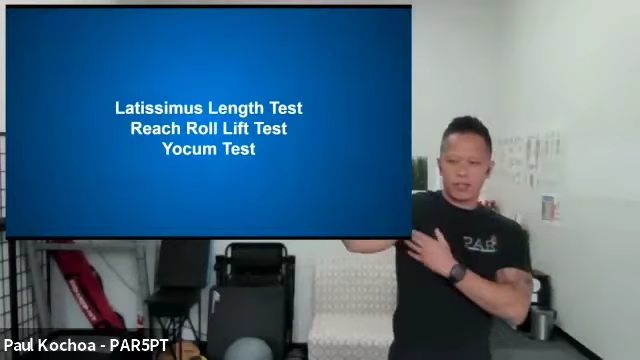 Latissimus Length Test
Reach Roll Lift Test
Yocum Test
PAR
Paul Kochoa - PAR5PT